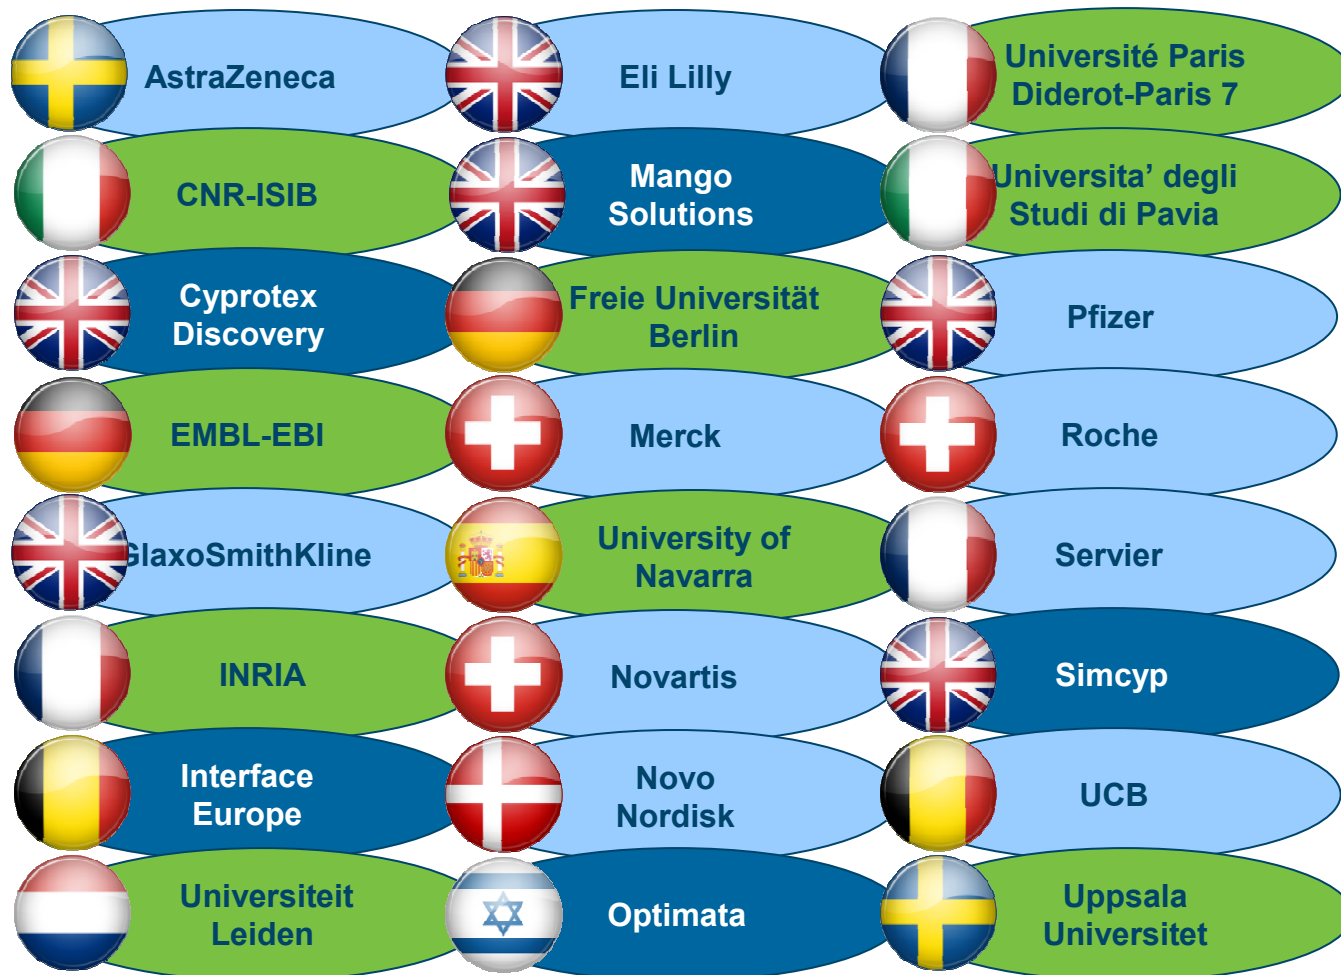 AstraZeneca
Eli Lilly
Université Paris
Diderot-Paris 7
CNR-ISIB
Mango
Solutions
Universita' degli
Studi di Pavia
Cyprotex
Discovery
Freie Universität
Berlin
Pfizer
EMBL-EBI
Merck
Roche
GlaxoSmithKline
University of
Navarra
Servier
INRIA
Novartis
Simcyp
Interface
Europe
Novo
Nordisk
UCB
Universiteit
Leiden
Optimata
Uppsala
Universitet